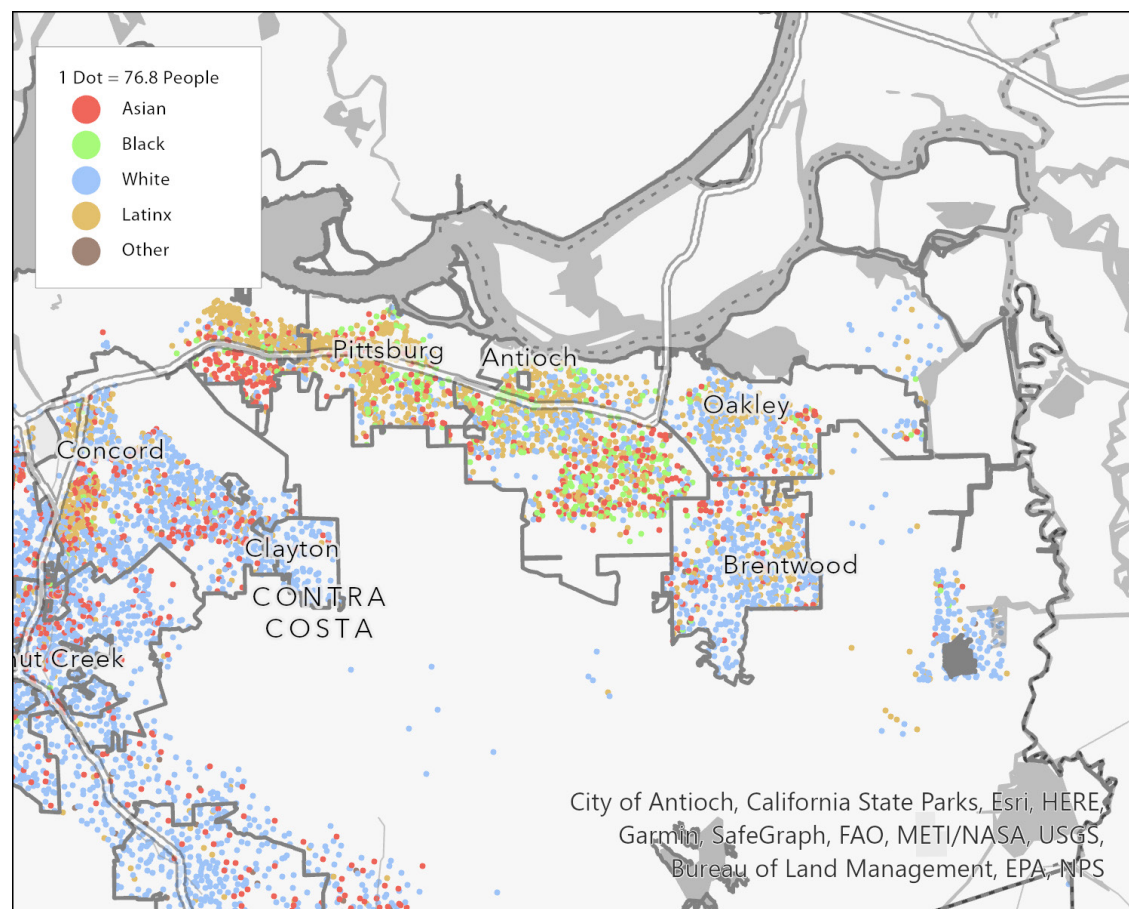 1 Dot = 76.8 People
Asian
Black
White
Latinx
Other
Pittsburg
Antioch
Oakley
Concord
Clayton
Brentwood
CONTRA
COSTA
nut Creek
City of Antioch, California State Parks, Esri, HERE,
Garmin, SafeGraph, FAO, METI/NASA, USGS,
Bureau of Land Management, EPA, NPS